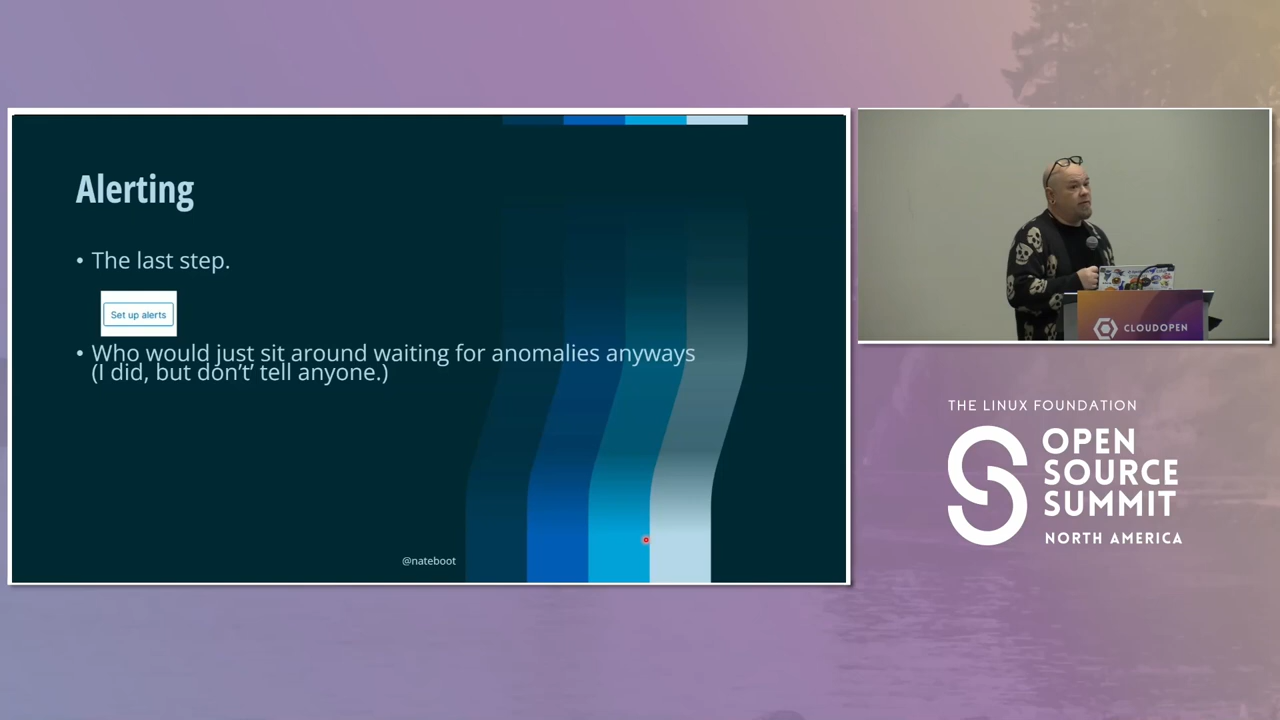 Alerting
• The last step.
Set up alerts
• Who would just sit around waiting for anomalies anyways
(I did, but don’t’ tell anyone.)
@nateboot
CLOUDOPEN
THE LINUX FOUNDATION
OPEN
SOURCE
SUMMIT
NORTH AMERICA